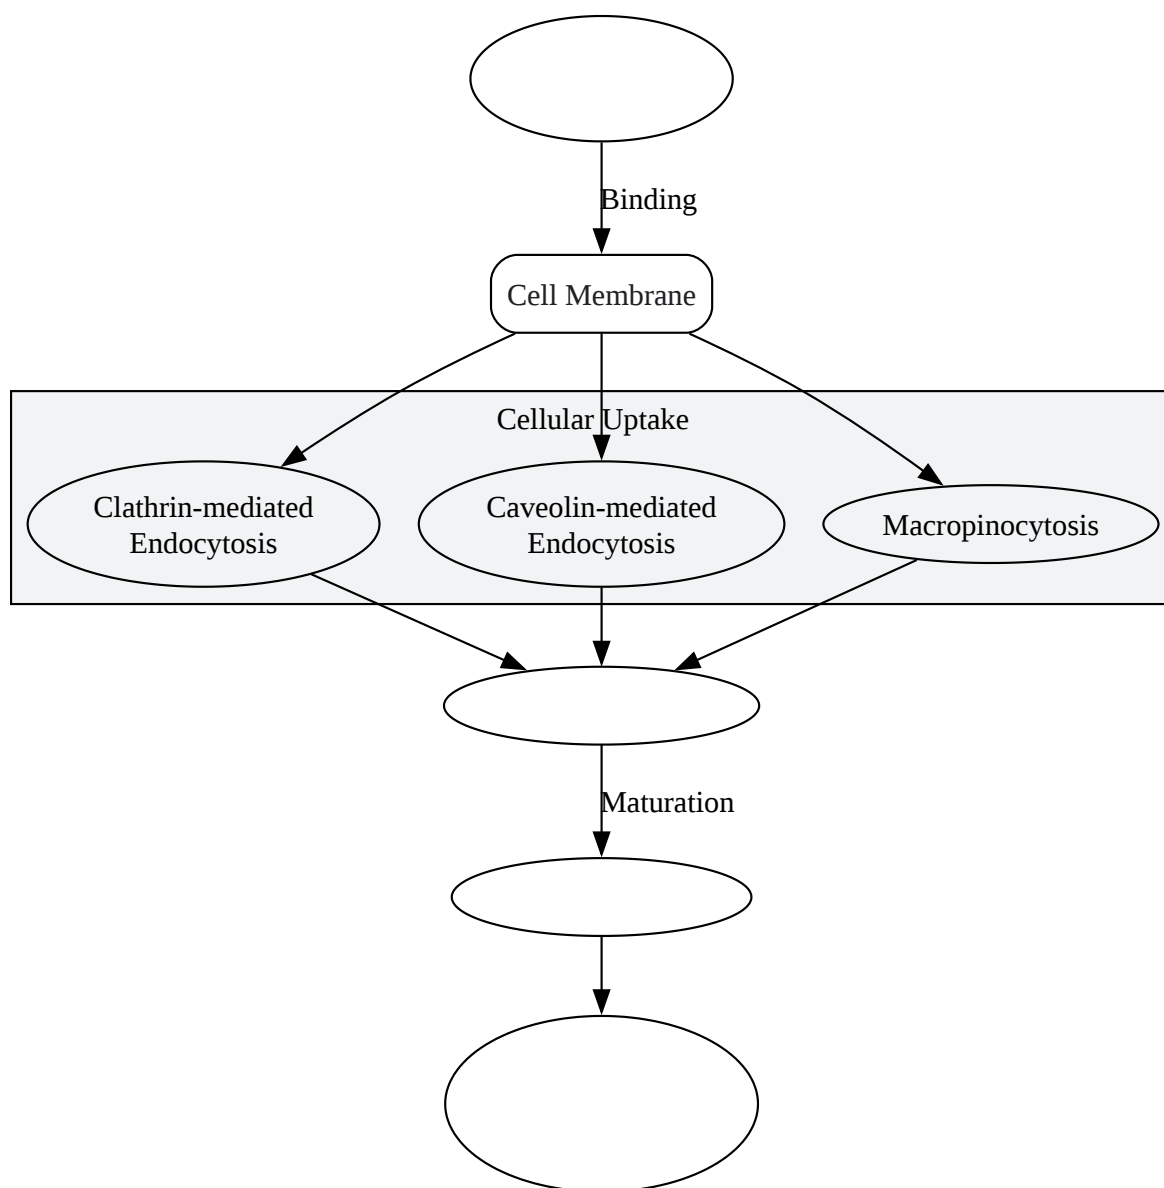 Binding
Cell Membrane
Cellular Uptake
Clathrin-mediated
Endocytosis
Caveolin-mediated
Endocytosis
Macropinocytosis
Maturation